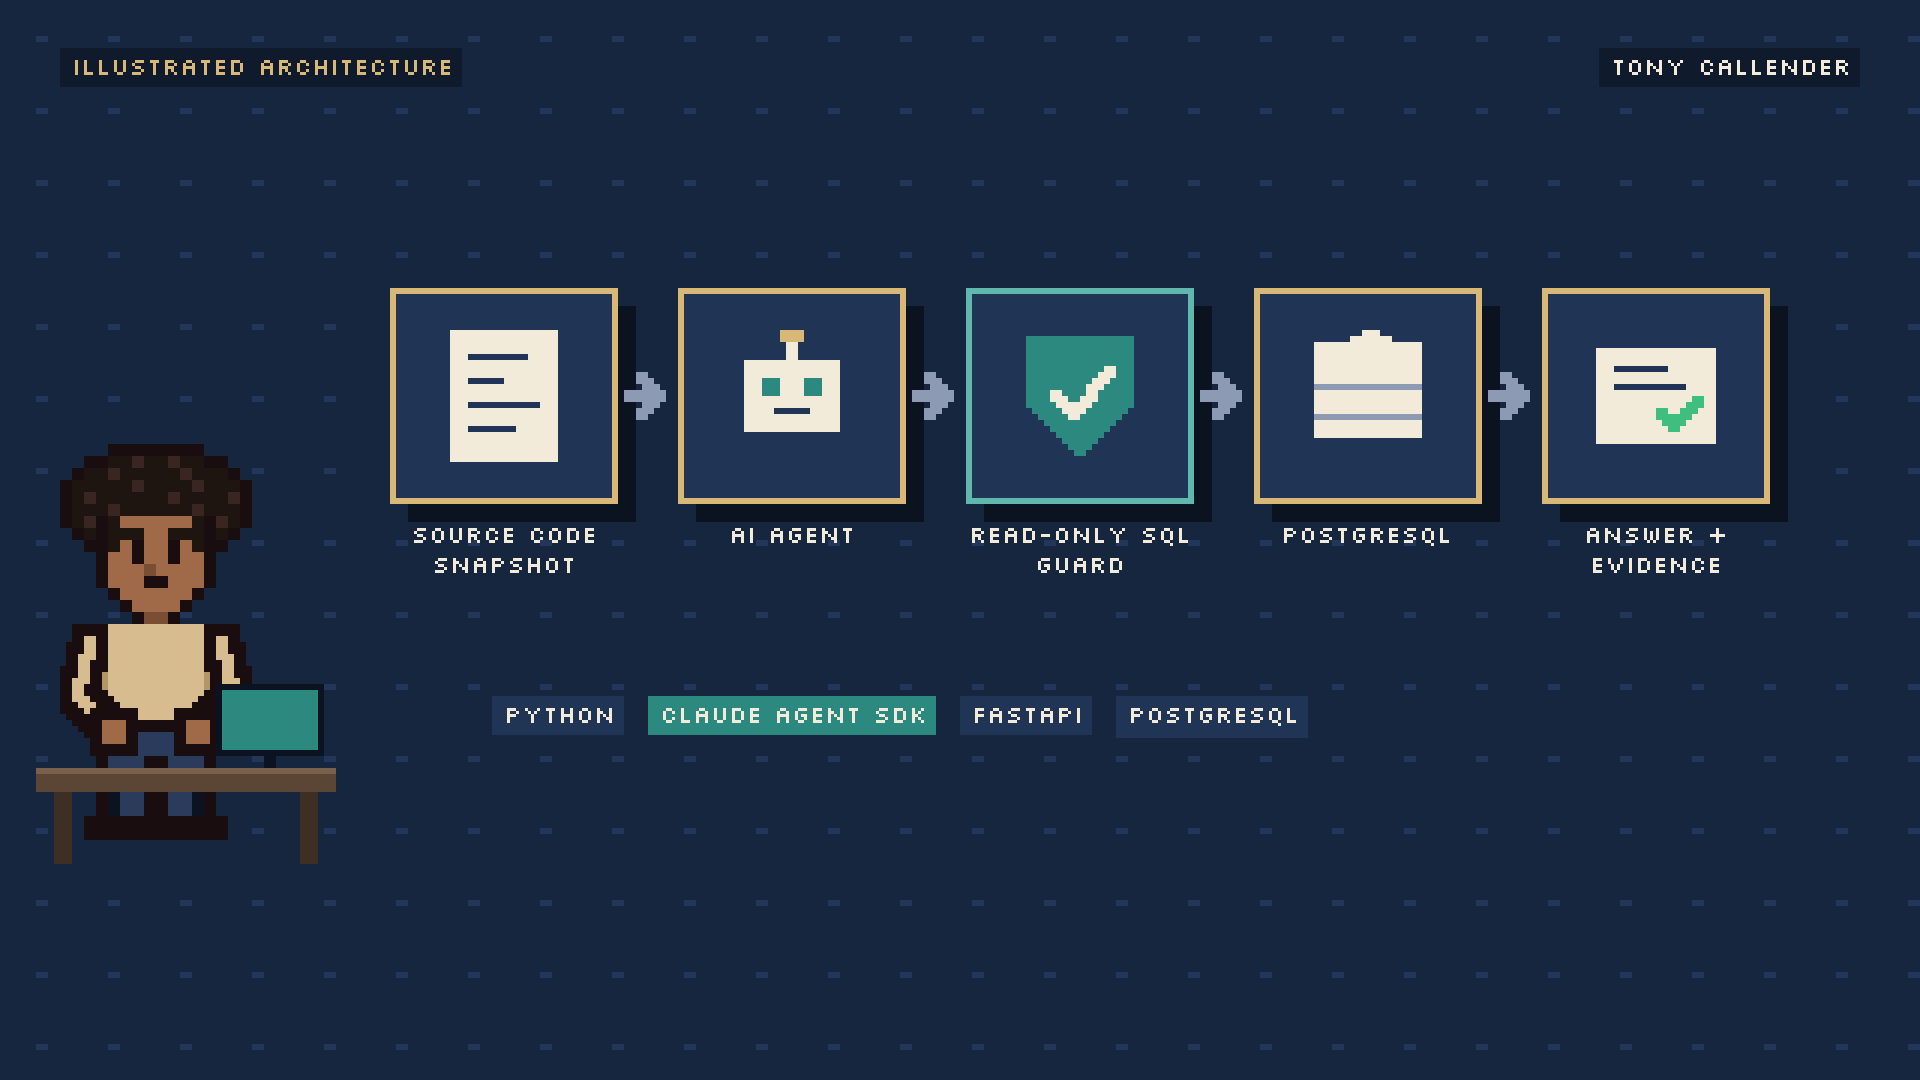 ILLUSTRATED ARCHITECTURE
TONY CALLENDER
SOURCE CODE
SNAPSHOT
AI AGENT
READ-ONLY SQL
GUARD
POSTGRESQL
ANSWER +
EVIDENCE
PYTHON
CLAUDE AGENT SDK
FASTAPI
POSTGRESQL